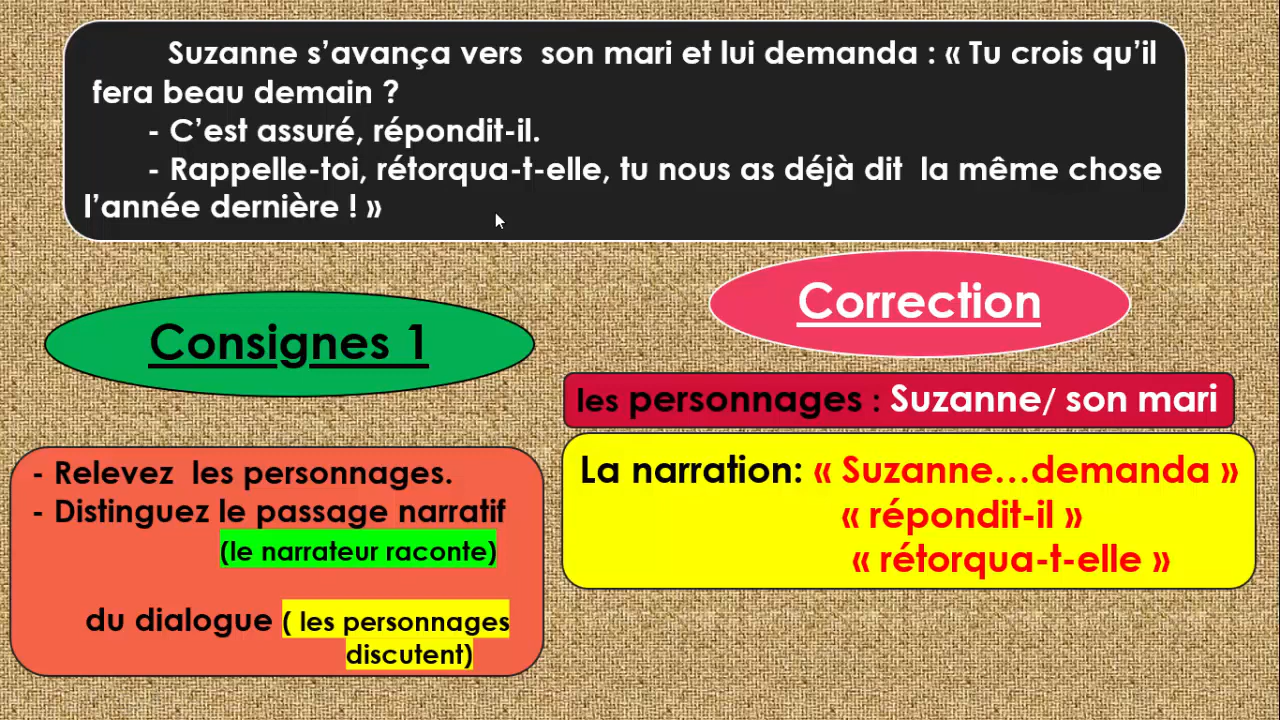 Suzanne s’avança vers son mari et lui demanda : « Tu crois qu’il
fera beau demain ?
- C’est assuré, répondit-il.
- Rappelle-toi, rétorqua-t-elle, tu nous as déjà dit la même chose
l’année dernière ! »
Consignes 1
- Relevez les personnages.
- Distinguez le passage narratif
(le narrateur raconte)
du dialogue ( les personnages
discutent)
Correction
les personnages : Suzanne/ son mari
La narration: « Suzanne...demanda »
« répondit-il »
« rétorqua-t-elle »